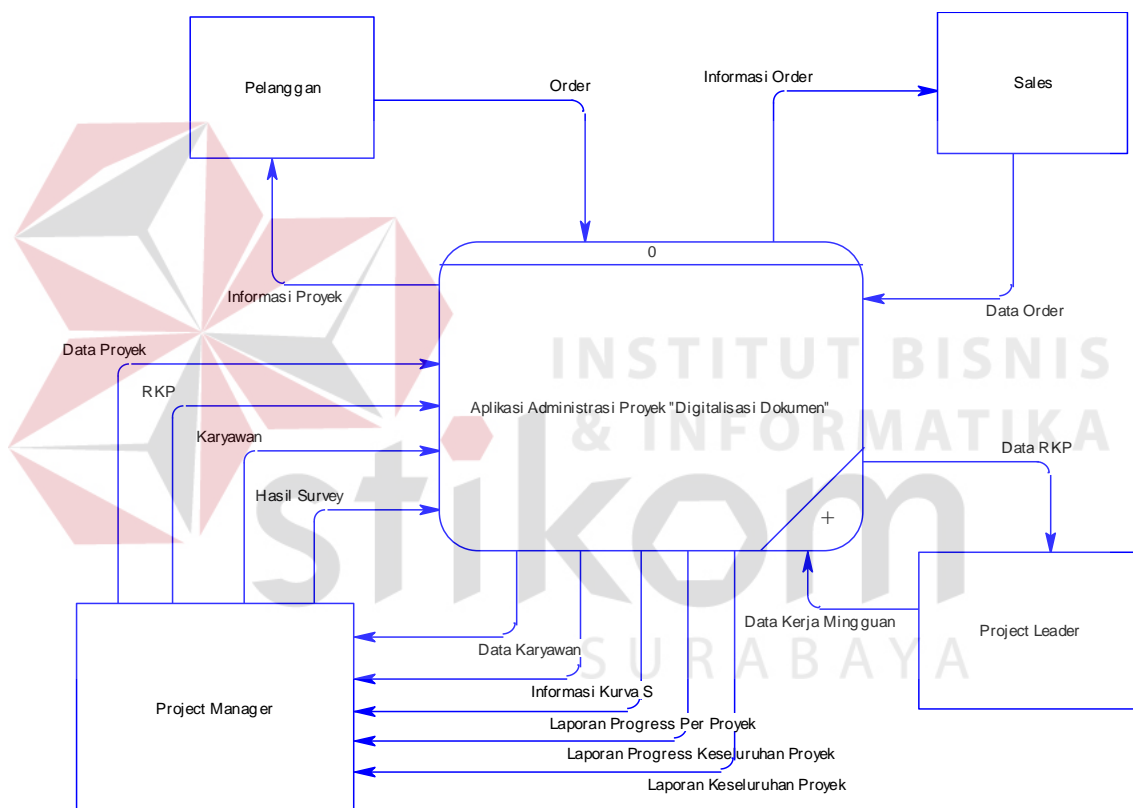 Pelanggan
Order
Informasi Order
Sales
0
Informasi Proyek
Data Order
Data Proyek
INSTITUT BISNIS
RKP
Aplikasi Administrasi Proyek "Digitalisasi Dokumen"
& INFORMATIKA
Karyawan
Data RKP
Hasil Survey
stikom
+
Data Kerja Mingguan
Project Leader
Data Karyawan
SURABAYA
Informasi Kurva S
Project Manager
Laporan Progress Per Proyek
Laporan Progress Keseluruhan Proyek
Laporan Keseluruhan Proyek